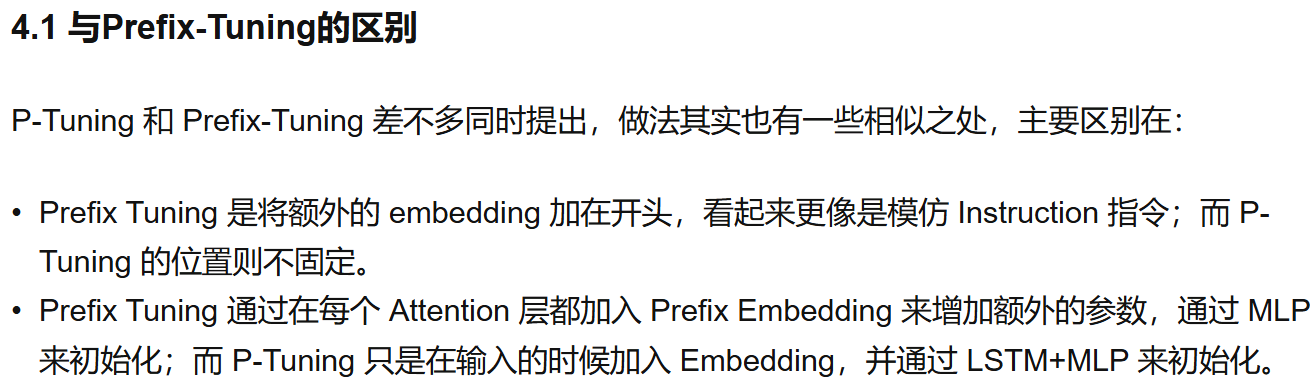 4.1 与Prefix-Tuning的区别
P-Tuning 和 Prefix-Tuning 差不多同时提出，做法其实也有一些相似之处，主要区别在：
• Prefix Tuning 是将额外的 embedding 加在开头，看起来更像是模仿 Instruction 指令；而 P-
Tuning 的位置则不固定。
• Prefix Tuning 通过在每个 Attention 层都加入 Prefix Embedding 来增加额外的参数，通过 MLP
来初始化；而 P-Tuning 只是在输入的时候加入 Embedding，并通过 LSTM+MLP 来初始化。